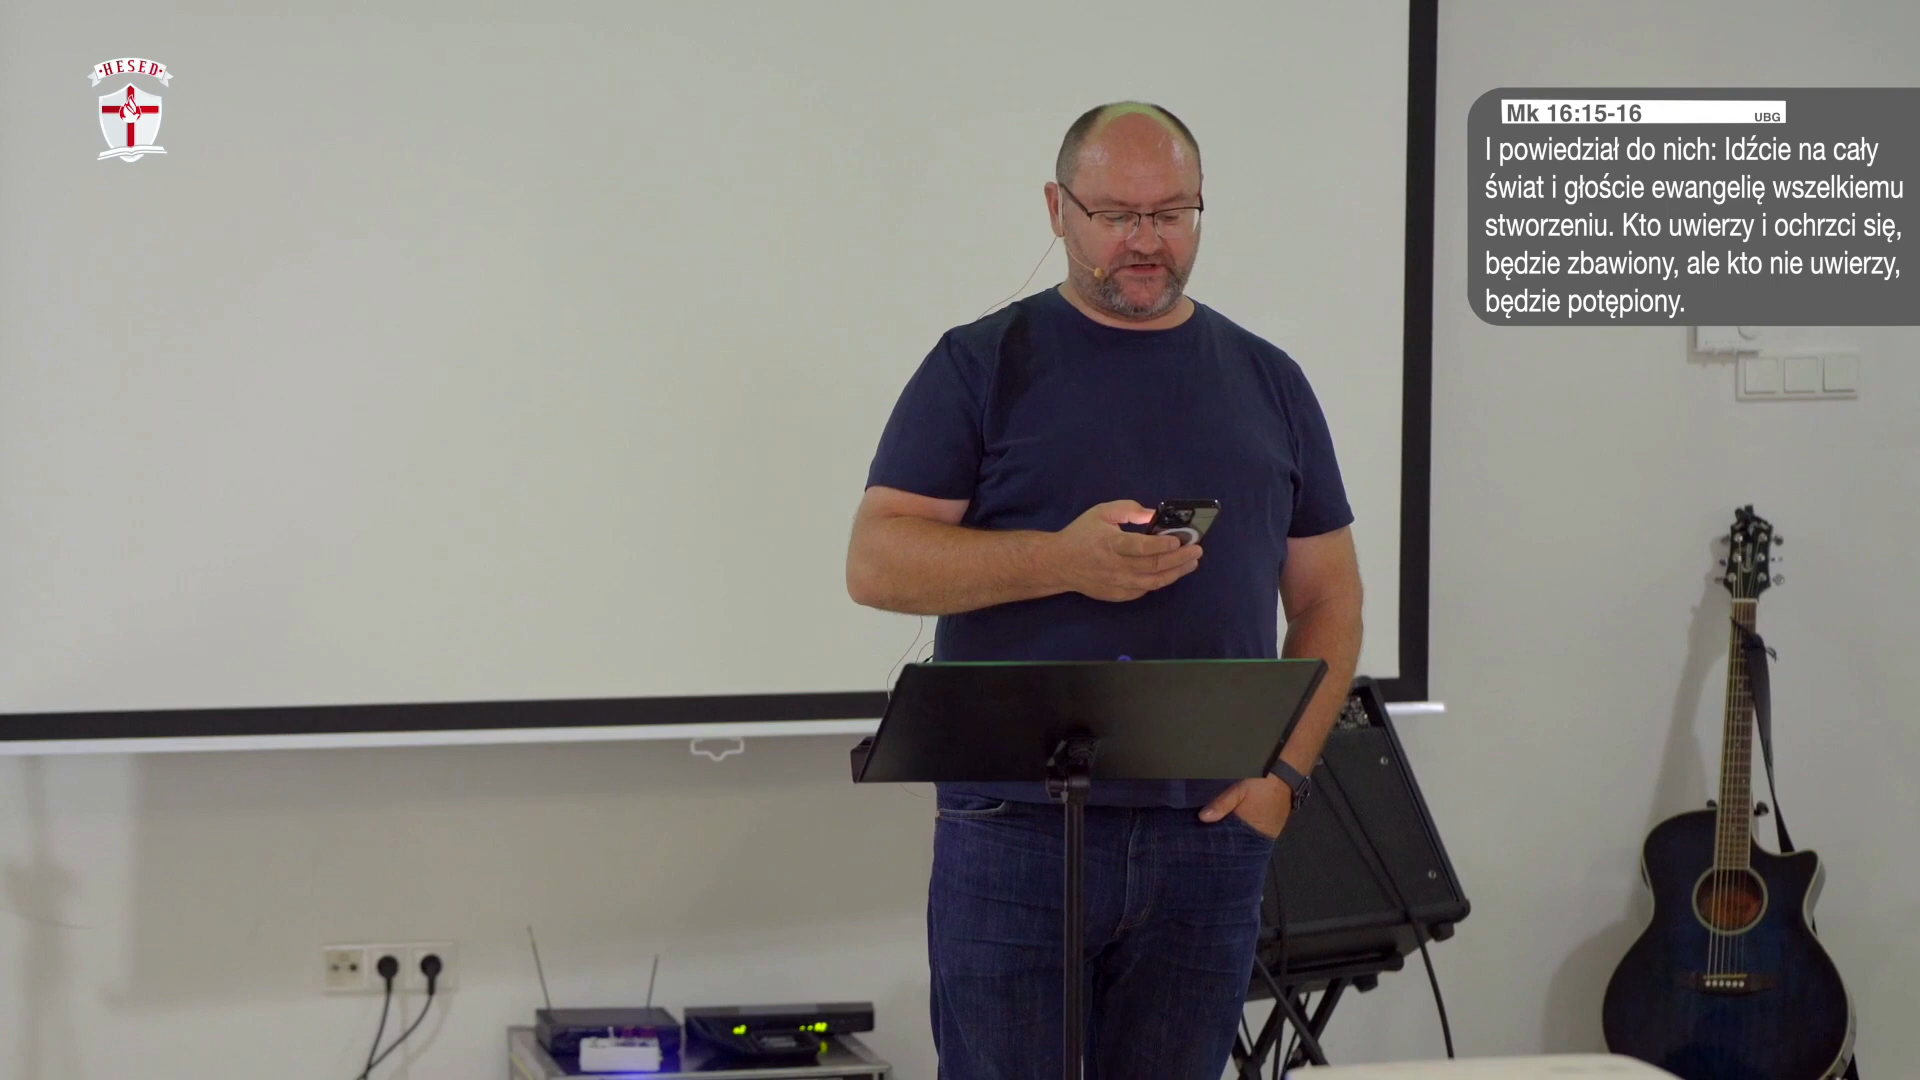 HESED
Mk 16:15-16 UBG
I powiedział do nich: Idźcie na cały
świat i głoście ewangelię wszelkiemu
stworzeniu. Kto uwierzy i ochrzci się,
będzie zbawiony, ale kto nie uwierzy,
będzie potępiony.